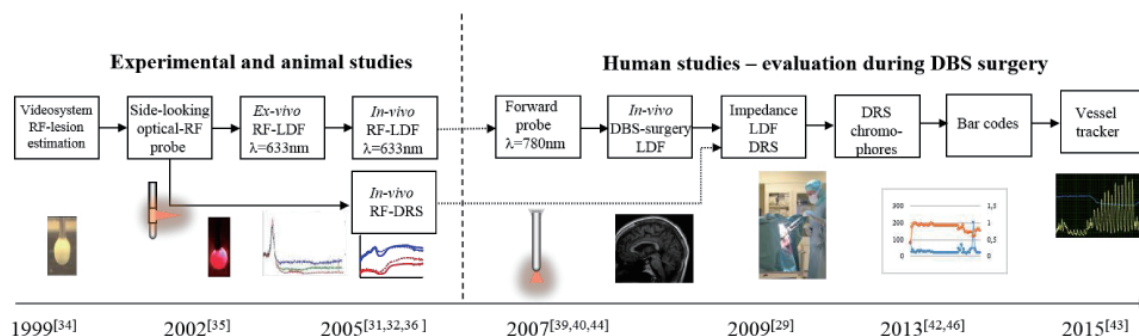 Experimental and animal studies
Human studies – evaluation during DBS surgery
Videosystem
RF-lesion
estimation
Side-looking
optical-RF
probe
Ex-vivo
RF-LDF
λ=633nm
In-vivo
RF-LDF
λ=633nm
Forward
probe
λ=780nm
In-vivo
DBS-surgery
LDF
Impedance
LDF
DRS
DRS
chromo-
phores
Bar codes
Vessel
tracker
In-vivo
RF-DRS
300
200
100
0
1,5
1
0,5
0
1999[34]
2002[35]
2005[31,32,36 ]
2007[39,40,44]
2009[29]
2013[42,46]
2015[43]